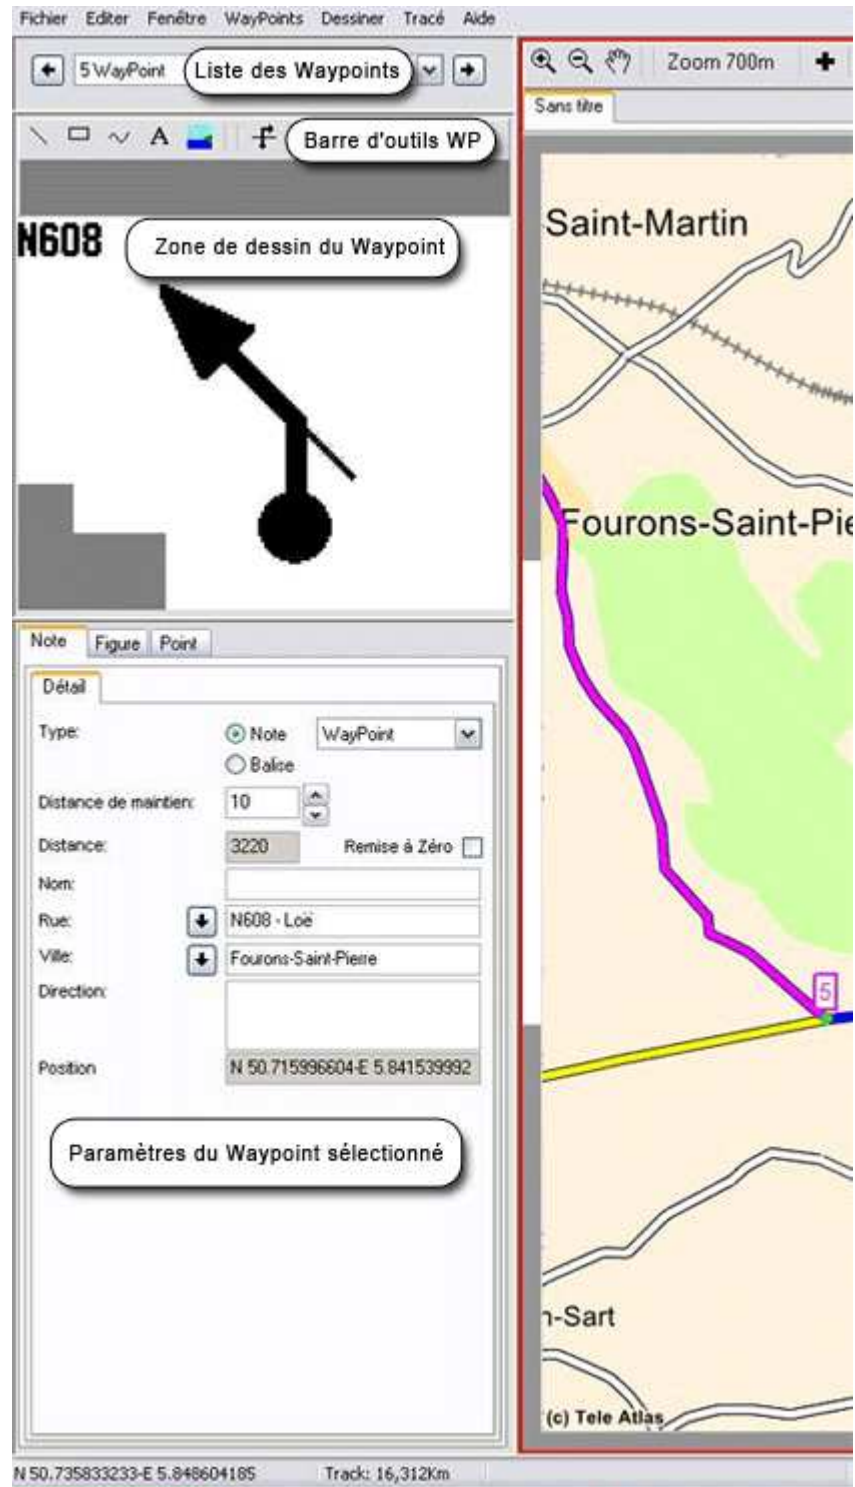 Fichier Editer Fenêtre WayPoints Dessiner Tracé Aide
5 WayPoint
Liste des Waypoints
Zoom 700m
Sans titre
A
Barre d'outils WP
N608
Zone de dessin du Waypoint
Saint-Martin
Fourons-Saint-Pie
Note Figure Point
Détail
Type: Note WayPoint
Balise
Distance de maintien: 10
Distance: 3220 Remise à Zéro
Nom:
Rue: N608 - Loë
Ville: Fourons-Saint-Pierre
Direction:
5
Position N 50.715996604-E 5.841539992
Paramètres du Waypoint sélectionné
n-Sart
(c) Tele Atlas
N 50.735833233-E 5.848604185 Track: 16,312Km